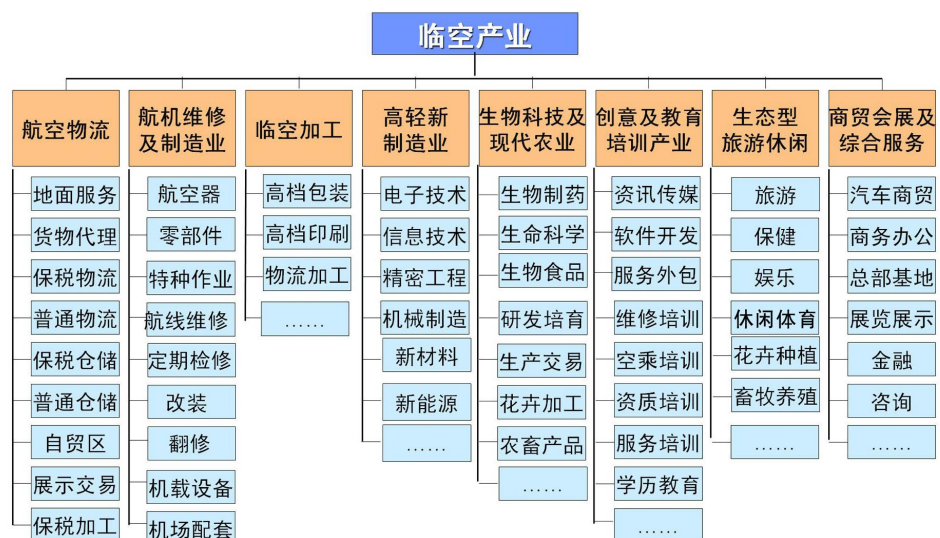 临空产业
航空物流
地面服务
货物代理
保税物流
普通物流
保税仓储
普通仓储
自贸区
展示交易
保税加工
航机维修
及制造业
航空器
零部件
特种作业
航线维修
定期检修
改装
翻修
机载设备
机场配套
临空加工
高档包装
高档印刷
物流加工
……
高轻新
制造业
电子技术
信息技术
精密工程
机械制造
新材料
新能源
……
生物科技及
现代农业
生物制药
生命科学
生物食品
研发培育
生产交易
花卉加工
农畜产品
……
创意及教育
培训产业
资讯传媒
软件开发
服务外包
维修培训
空乘培训
资质培训
服务培训
学历教育
……
生态型
旅游休闲
旅游
保健
娱乐
休闲体育
花卉种植
畜牧养殖
……
商贸会展及
综合服务
汽车商贸
商务办公
总部基地
展览展示
金融
咨询
……